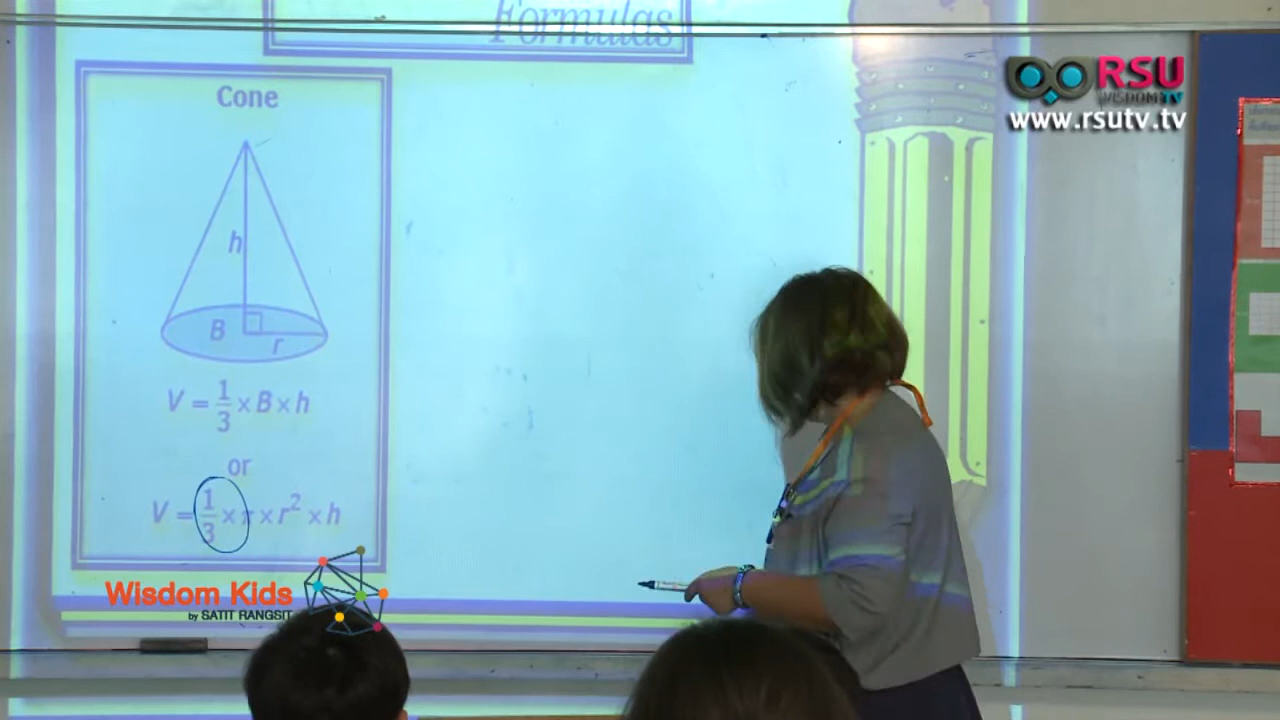 Formulas
RSU
WISDOM TV
www.rsutv.tv
Cone
h
B
r
V = 1/3 × B × h
or
V = 1/3 × π × r² × h
Wisdom Kids
by SATIT RANGSIT